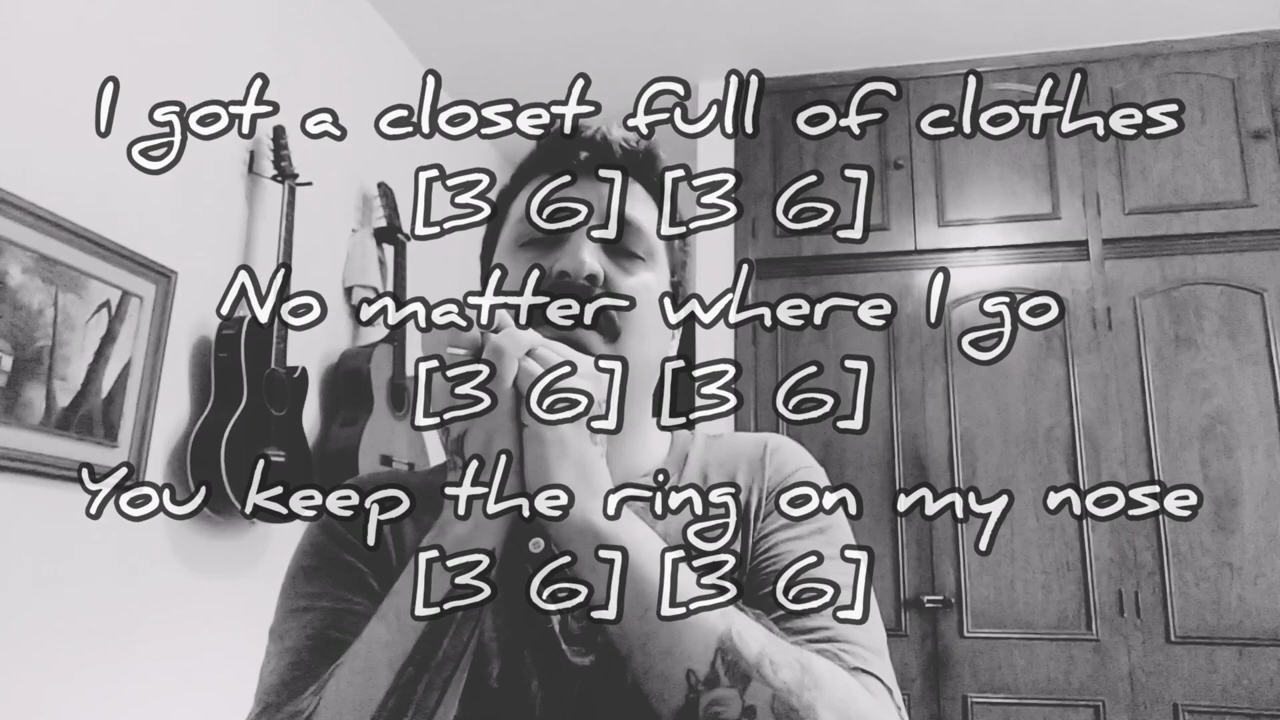 I got a closet full of clothes
[3 6] [3 6]
No matter where I go
[3 6] [3 6]
You keep the ring on my nose
[3 6] [3 6]